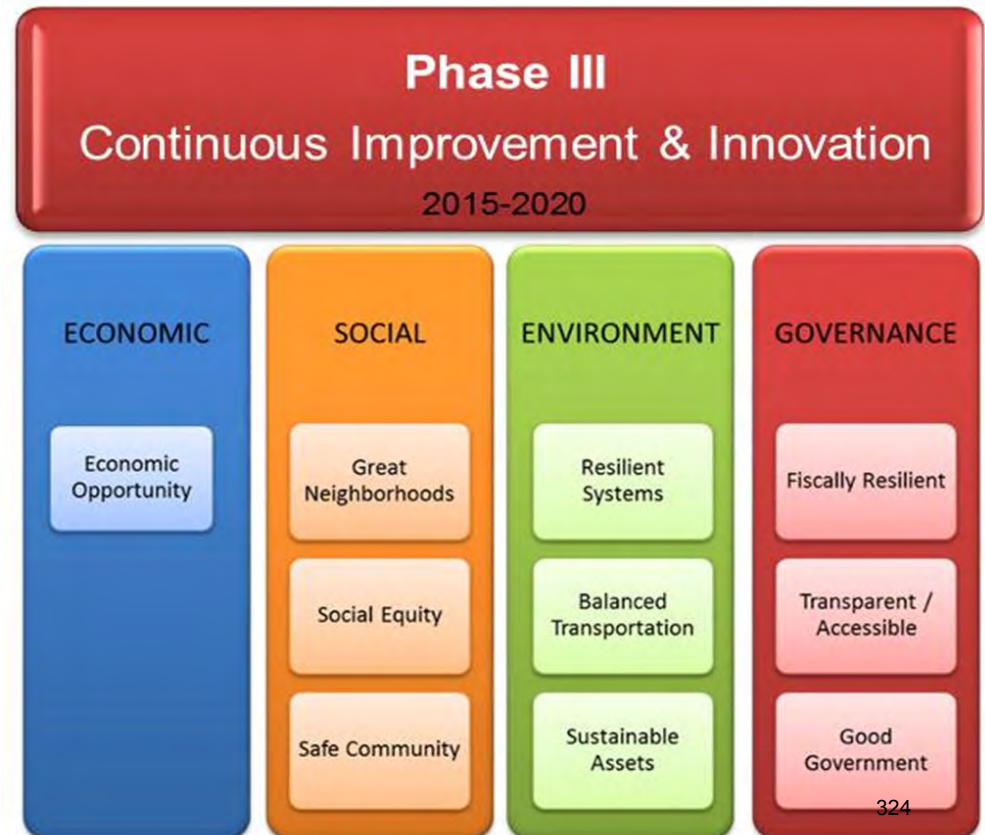 Phase III
Continuous Improvement & Innovation
2015-2020
ECONOMIC
Economic
Opportunity
SOCIAL
Great
Neighborhoods
Social Equity
Safe Community
ENVIRONMENT
Resilient
Systems
Balanced
Transportation
Sustainable
Assets
GOVERNANCE
Fiscally Resilient
Transparent /
Accessible
Good
Government
324